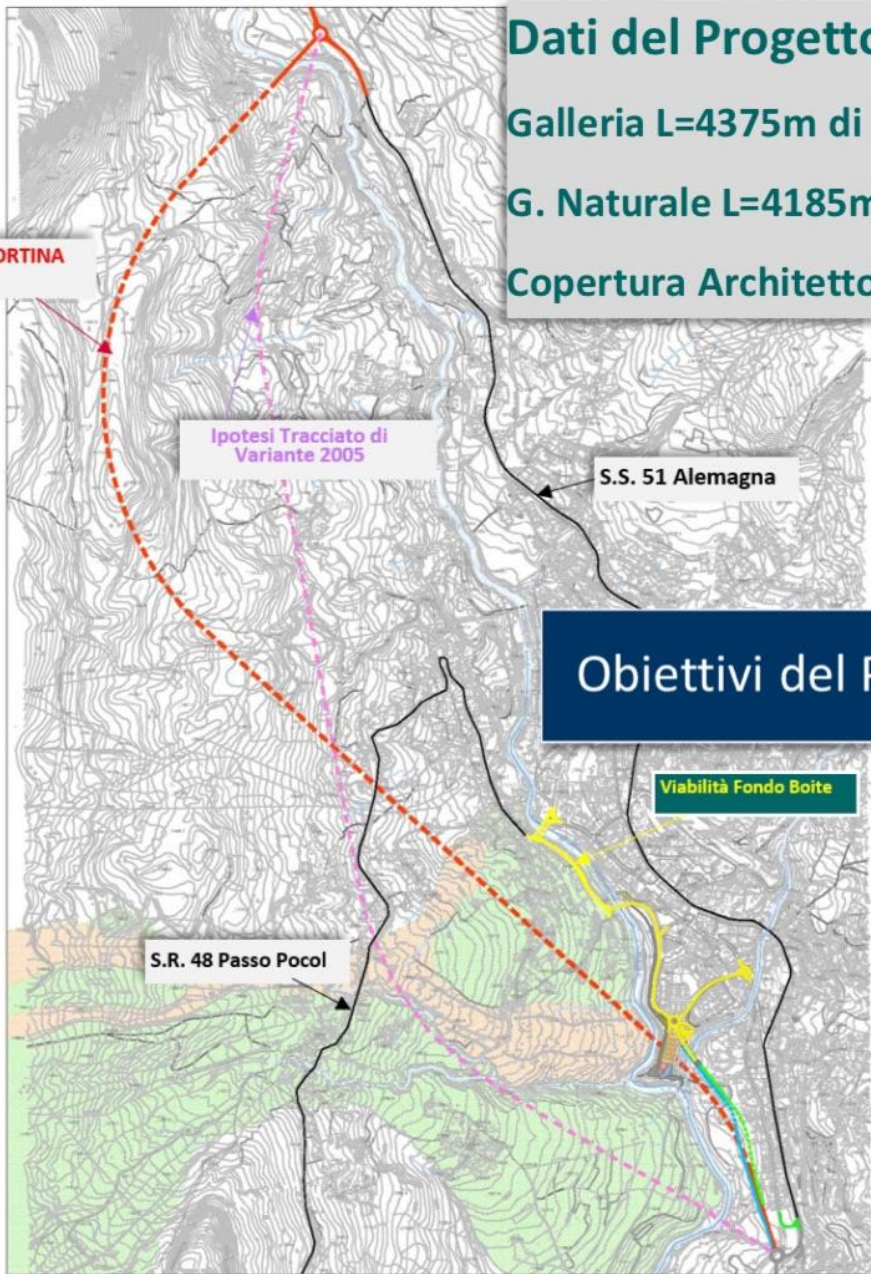 Dati del Progetto
Galleria L=4375m di
G. Naturale L=4185m
Copertura Architetto
ORTINA
Ipotesi Tracciato di
Variante 2005
S.S. 51 Alemagna
Obiettivi del P
Viabilità Fondo Boite
S.R. 48 Passo Pocol